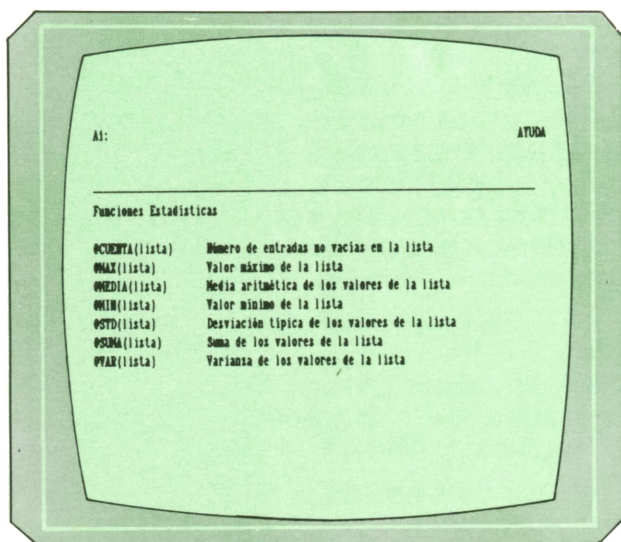 A1:
AYUDA
Funciones Estadísticas
@CUENTA(lista) Número de entradas no vacías en la lista
@MAX(lista) Valor máximo de la lista
@MEDIA(lista) Media aritmética de los valores de la lista
@MIN(lista) Valor mínimo de la lista
@STD(lista) Desviación típica de los valores de la lista
@SUMA(lista) Suma de los valores de la lista
@VAR(lista) Varianza de los valores de la lista